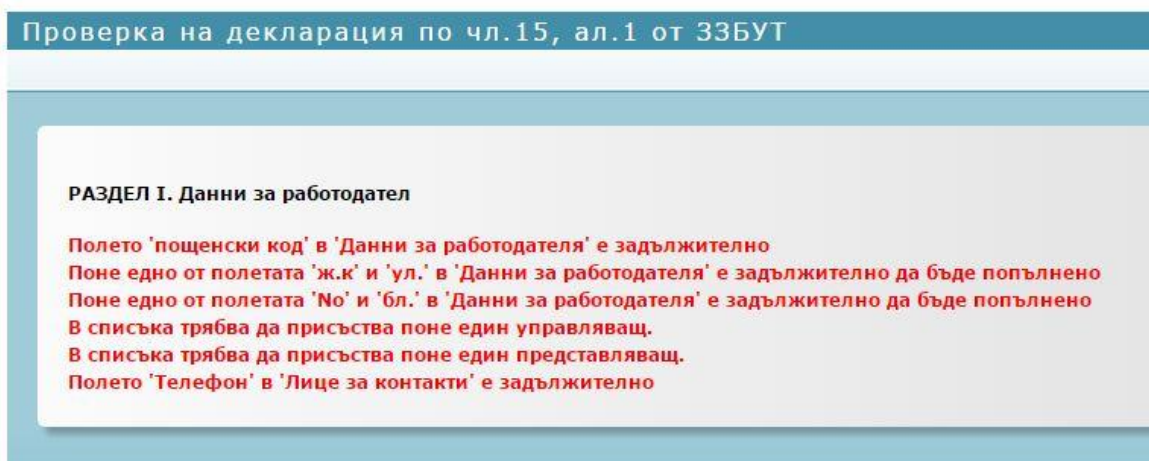 Проверка на декларация по чл.15, ал.1 от ЗЗБУТ
РАЗДЕЛ I. Данни за работодател
Полето 'пощенски код' в 'Данни за работодателя' е задължително
Поне едно от полетата 'ж.к' и 'ул.' в 'Данни за работодателя' е задължително да бъде попълнено
Поне едно от полетата 'No' и 'бл.' в 'Данни за работодателя' е задължително да бъде попълнено
В списъка трябва да присъства поне един управляващ.
В списъка трябва да присъства поне един представляващ.
Полето 'Телефон' в 'Лице за контакти' е задължително